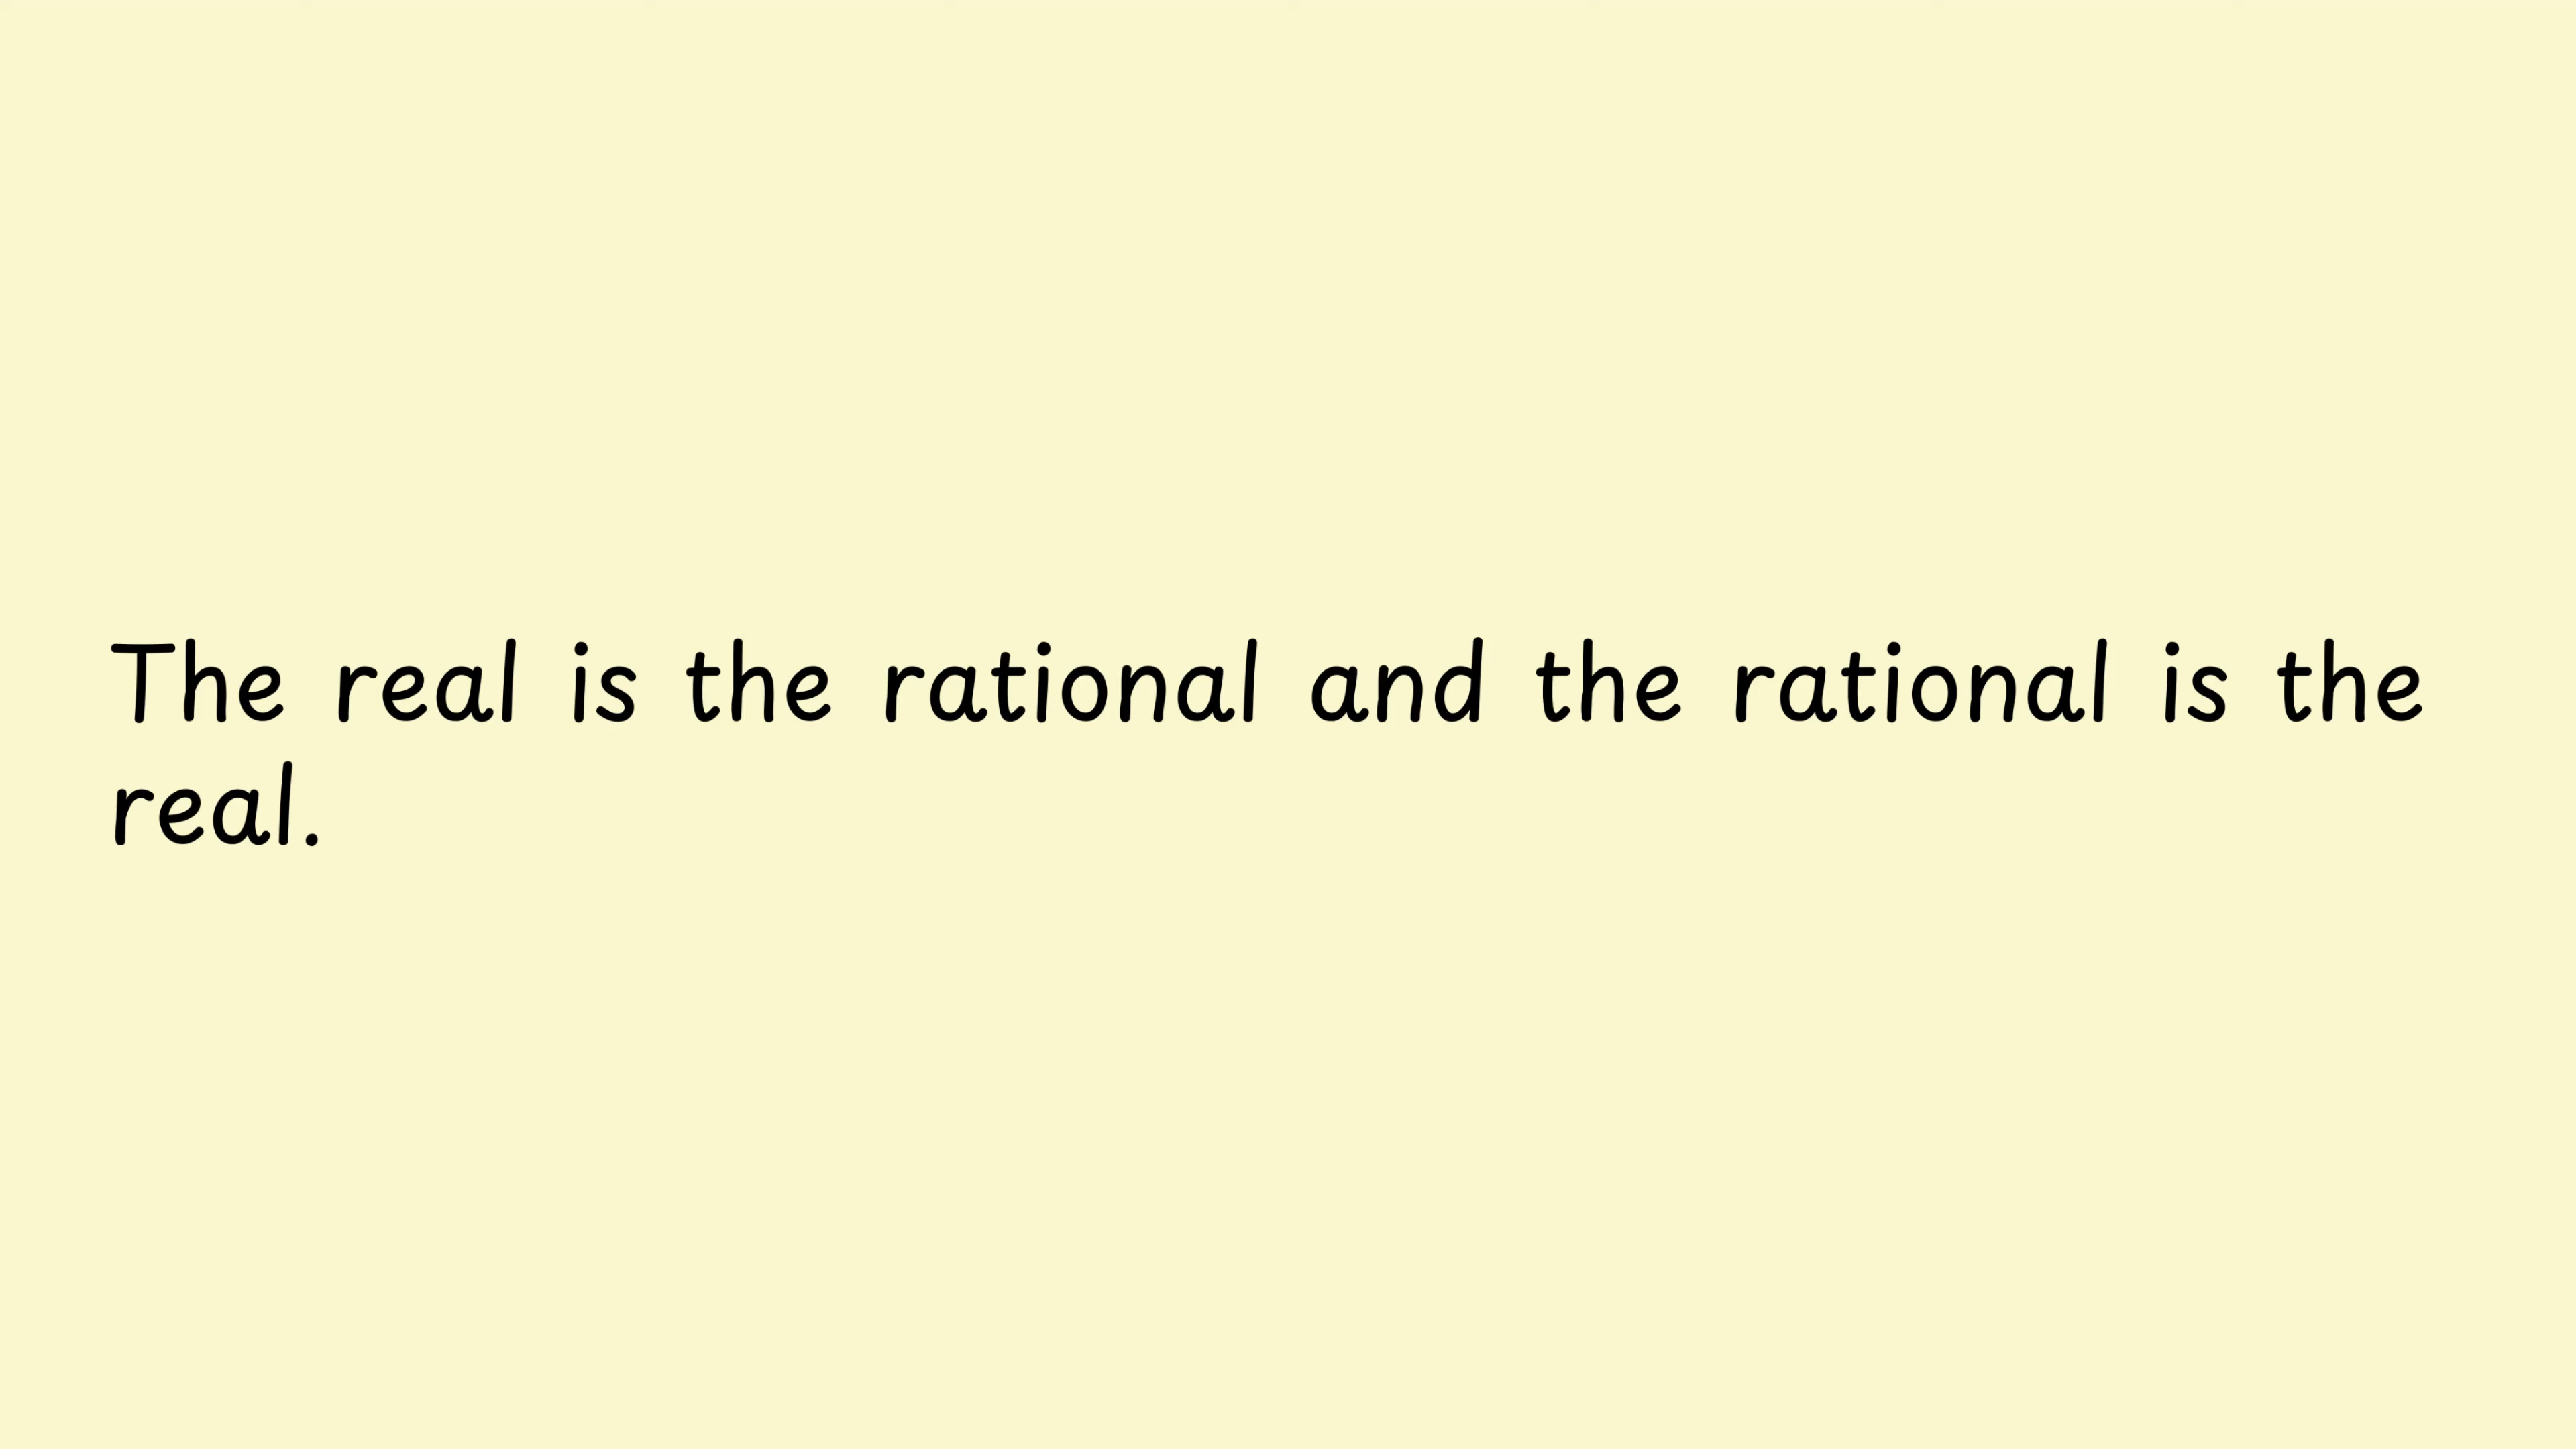 The real is the rational and the rational is the
real.